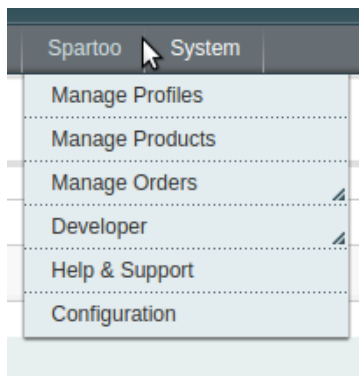 Spartoo System
Manage Profiles
Manage Products
Manage Orders
Developer
Help & Support
Configuration